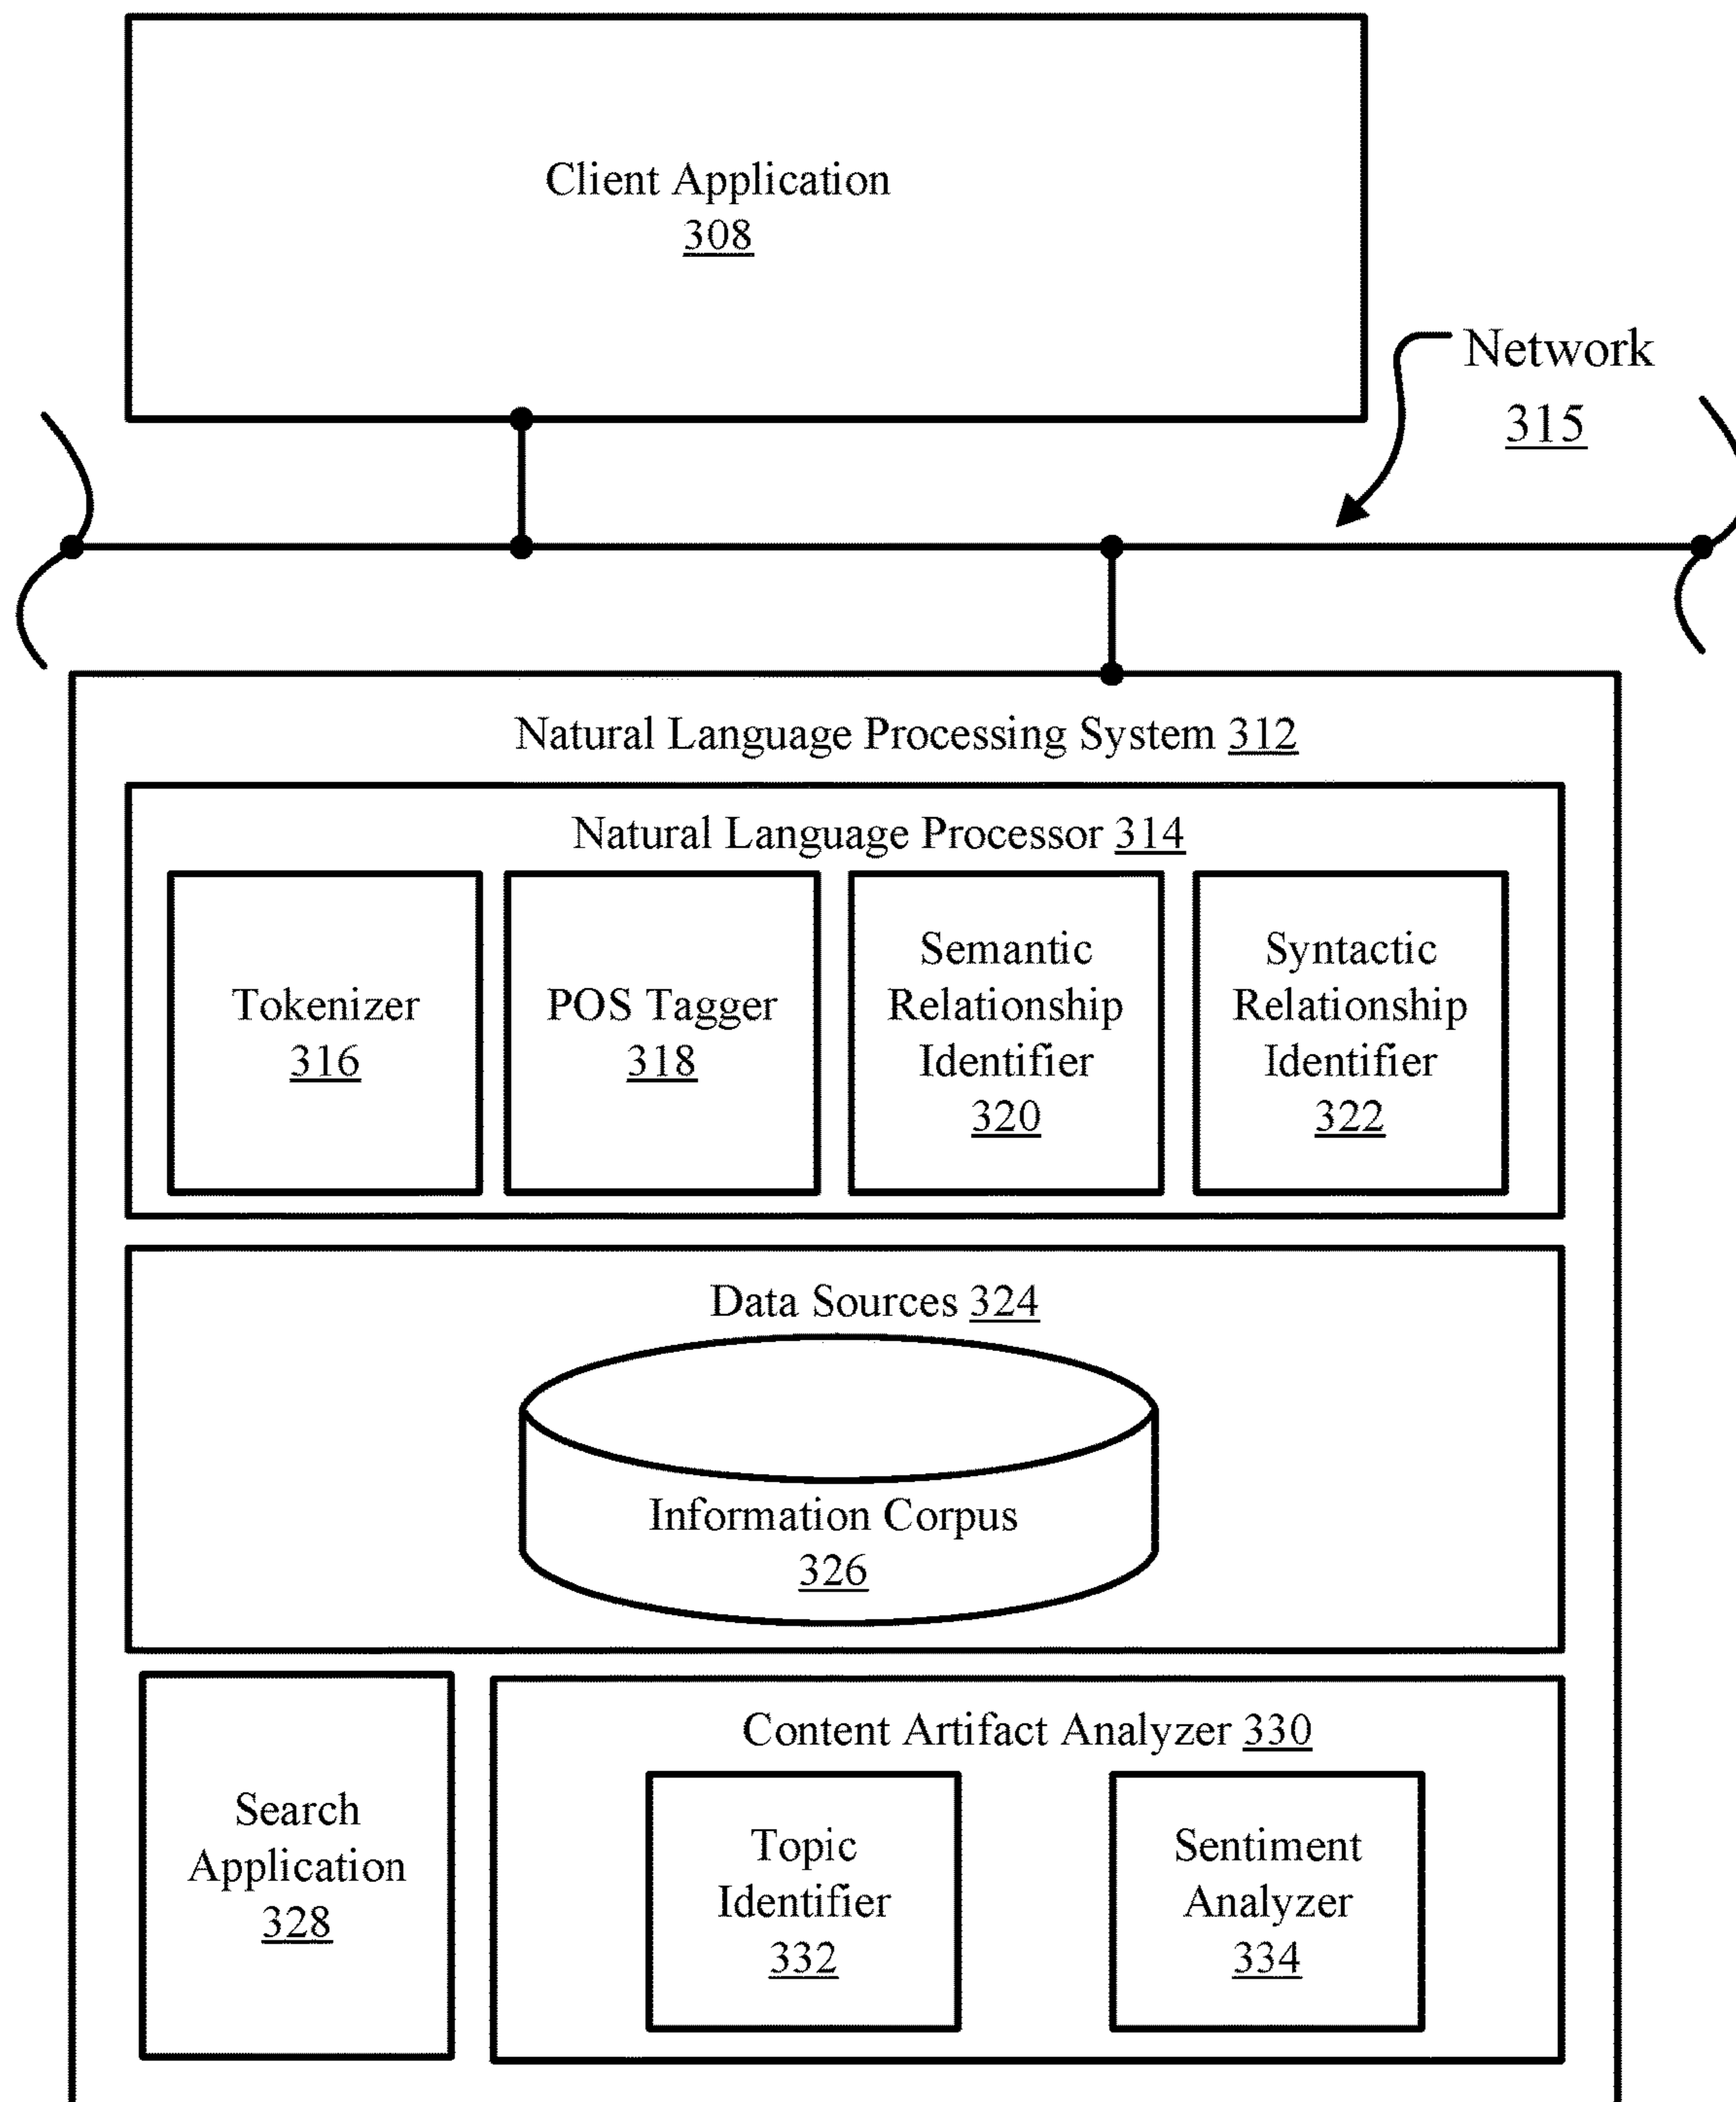 Client Application
308
Network
315
Natural Language Processing System 312
Natural Language Processor 314
Tokenizer
316
POS Tagger
318
Semantic
Relationship
Identifier
320
Syntactic
Relationship
Identifier
322
Data Sources 324
Information Corpus
326
Search
Application
328
Content Artifact Analyzer 330
Topic
Identifier
332
Sentiment
Analyzer
334